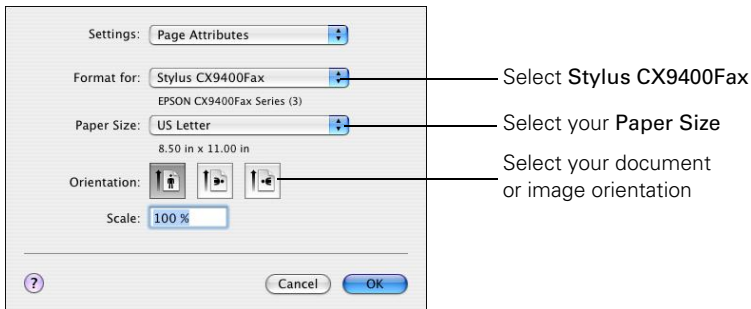 Settings: Page Attributes
Format for: Stylus CX9400Fax
EPSON CX9400Fax Series (3)
Paper Size: US Letter
8.50 in x 11.00 in
Orientation:
Scale: 100 %
? Cancel OK
Select Stylus CX9400Fax
Select your Paper Size
Select your document
or image orientation